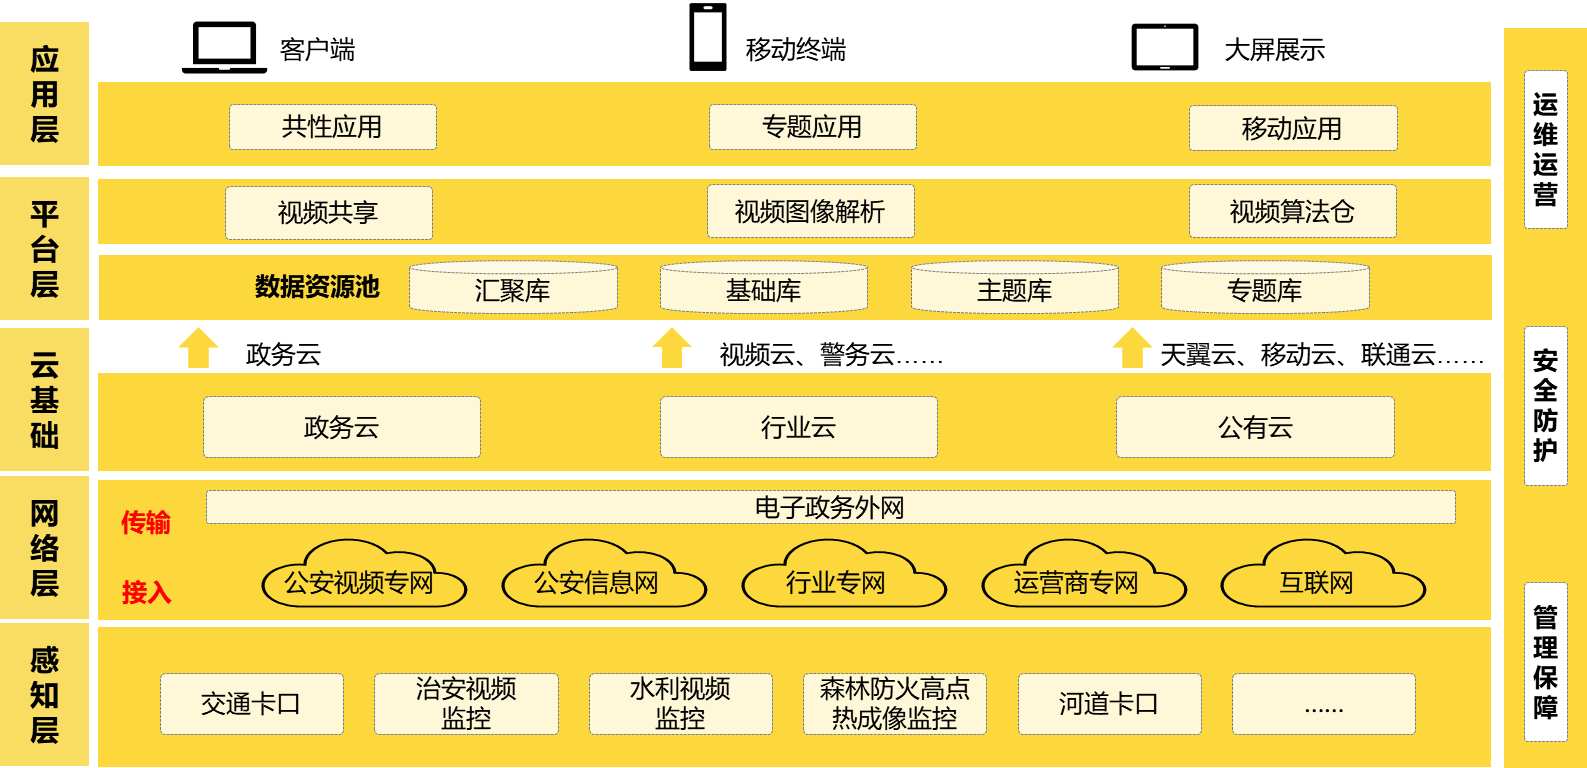 应用层
客户端
移动终端
大屏展示
共性应用
专题应用
移动应用
平台层
视频共享
视频图像解析
视频算法仓
数据资源池
汇聚库
基础库
主题库
专题库
云基础
政务云
视频云、警务云……
天翼云、移动云、联通云……
政务云
行业云
公有云
网络层
传输
电子政务外网
接入
公安视频专网
公安信息网
行业专网
运营商专网
互联网
感知层
交通卡口
治安视频
监控
水利视频
监控
森林防火高点
热成像监控
河道卡口
……
运维运营
安全防护
管理保障